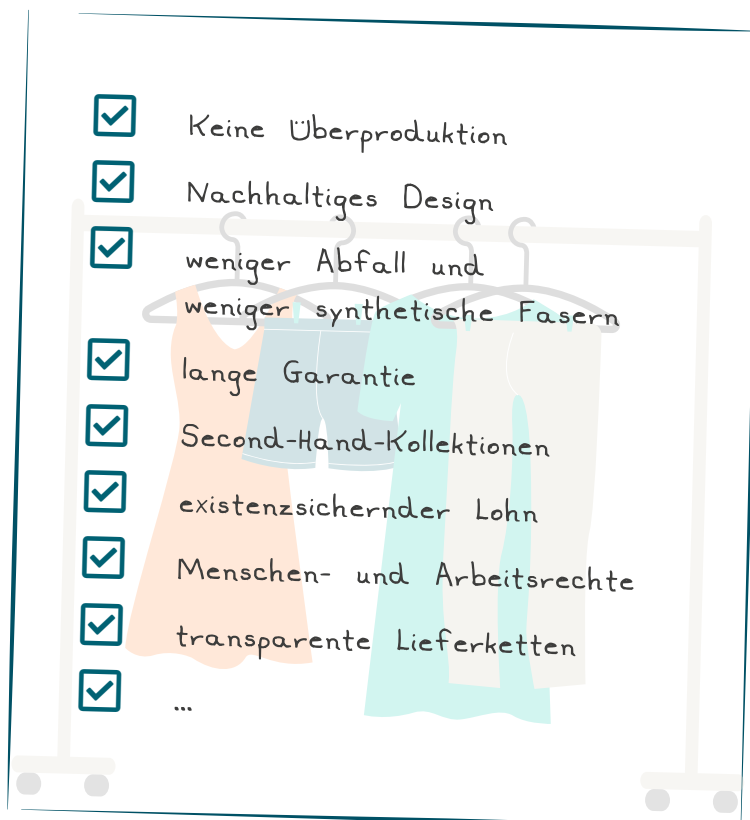 Keine Überproduktion
Nachhaltiges Design
weniger Abfall und
weniger synthetische Fasern
lange Garantie
Second-Hand-Kollektionen
existenzsichernder Lohn
Menschen- und Arbeitsrechte
transparente Lieferketten
...